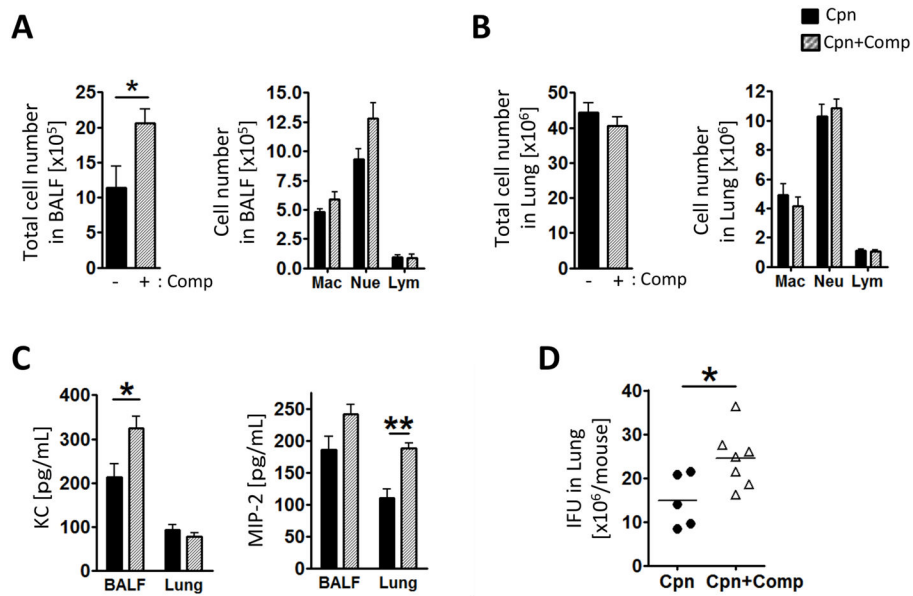 Cpn
Cpn+Comp
A
B
*
Total cell number
in BALF [x10⁵]
25
20
15
10
5
0
- + : Comp
Cell number
in BALF [x10⁵]
15.0
12.5
10.0
7.5
5.0
2.5
0.0
Mac Nue Lym
Total cell number
in Lung [x10⁶]
50
40
30
20
10
0
- + : Comp
Cell number
in Lung [x10⁶]
12
10
8
6
4
2
0
Mac Neu Lym
C
D
KC [pg/mL]
400
300
200
100
0
*
BALF Lung
MIP-2 [pg/mL]
250
200
150
100
50
0
**
BALF Lung
IFU in Lung
[x10⁶/mouse]
40
30
20
10
0
*
Cpn Cpn+Comp